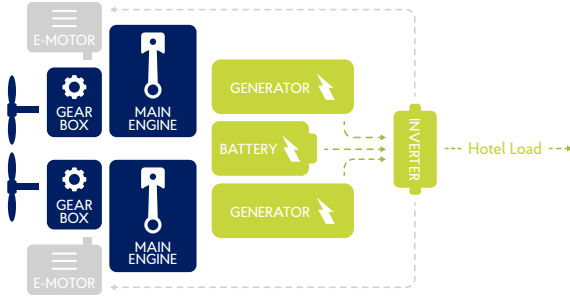 E-MOTOR
GEAR
BOX
MAIN
ENGINE
GENERATOR
BATTERY
INVERTER
Hotel Load
GEAR
BOX
MAIN
ENGINE
GENERATOR
E-MOTOR